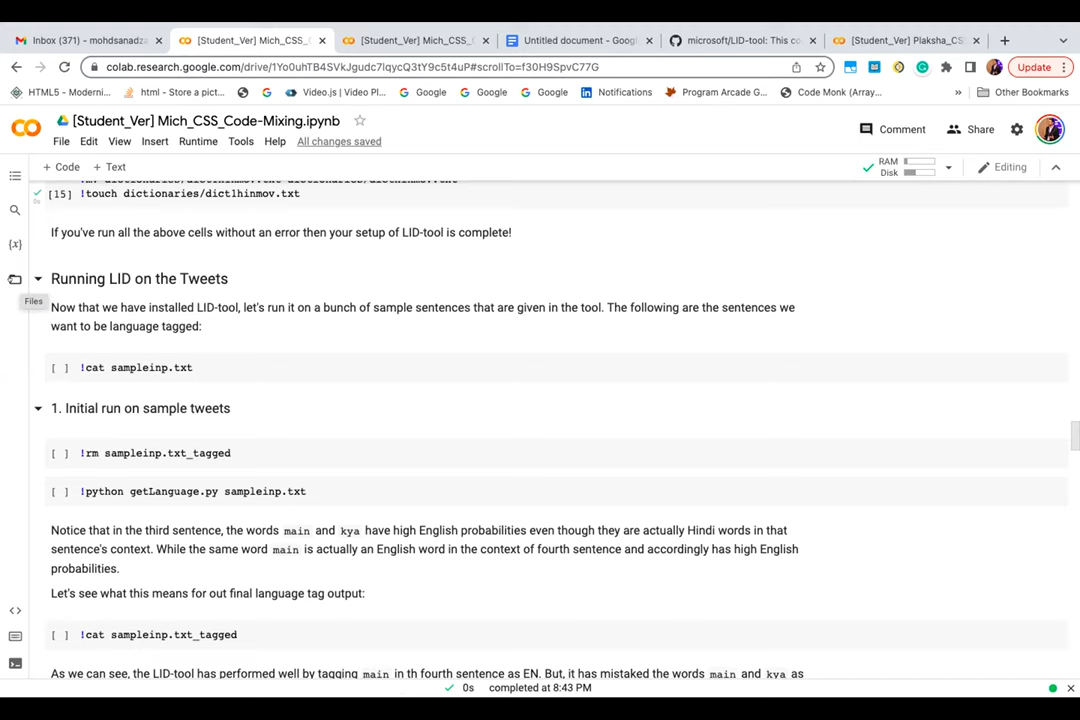 Inbox (371) - mohdsanadza
[Student_Ver] Mich_CSS_
[Student_Ver] Mich_CSS_
Untitled document - Googl
microsoft/LID-tool: This co
[Student_Ver] Plaksha_CS
colab.research.google.com/drive/1Yo0uhTB4SVkJgudc7lqycQ3tY9c5t4uP#scrollTo=f30H9SpvC77G
Update
HTML5 - Moderni...
html - Store a pict...
Video.js | Video Pl...
Google
Google
Google
Notifications
Program Arcade G...
Code Monk (Array...
»
Other Bookmarks
[Student_Ver] Mich_CSS_Code-Mixing.ipynb
Comment
Share
File Edit View Insert Runtime Tools Help All changes saved
+ Code + Text
RAM
Disk
Editing
[15] !touch dictionaries/dict1hinmov.txt
0s
If you've run all the above cells without an error then your setup of LID-tool is complete!
{x}
Running LID on the Tweets
Files
Now that we have installed LID-tool, let's run it on a bunch of sample sentences that are given in the tool. The following are the sentences we
want to be language tagged:
[ ] !cat sampleinp.txt
1. Initial run on sample tweets
[ ] !rm sampleinp.txt_tagged
[ ] !python getLanguage.py sampleinp.txt
Notice that in the third sentence, the words main and kya have high English probabilities even though they are actually Hindi words in that
sentence's context. While the same word main is actually an English word in the context of fourth sentence and accordingly has high English
probabilities.
Let's see what this means for out final language tag output:
[ ] !cat sampleinp.txt_tagged
As we can see, the LID-tool has performed well by tagging main in th fourth sentence as EN. But, it has mistaked the words main and kya as
0s completed at 8:43 PM